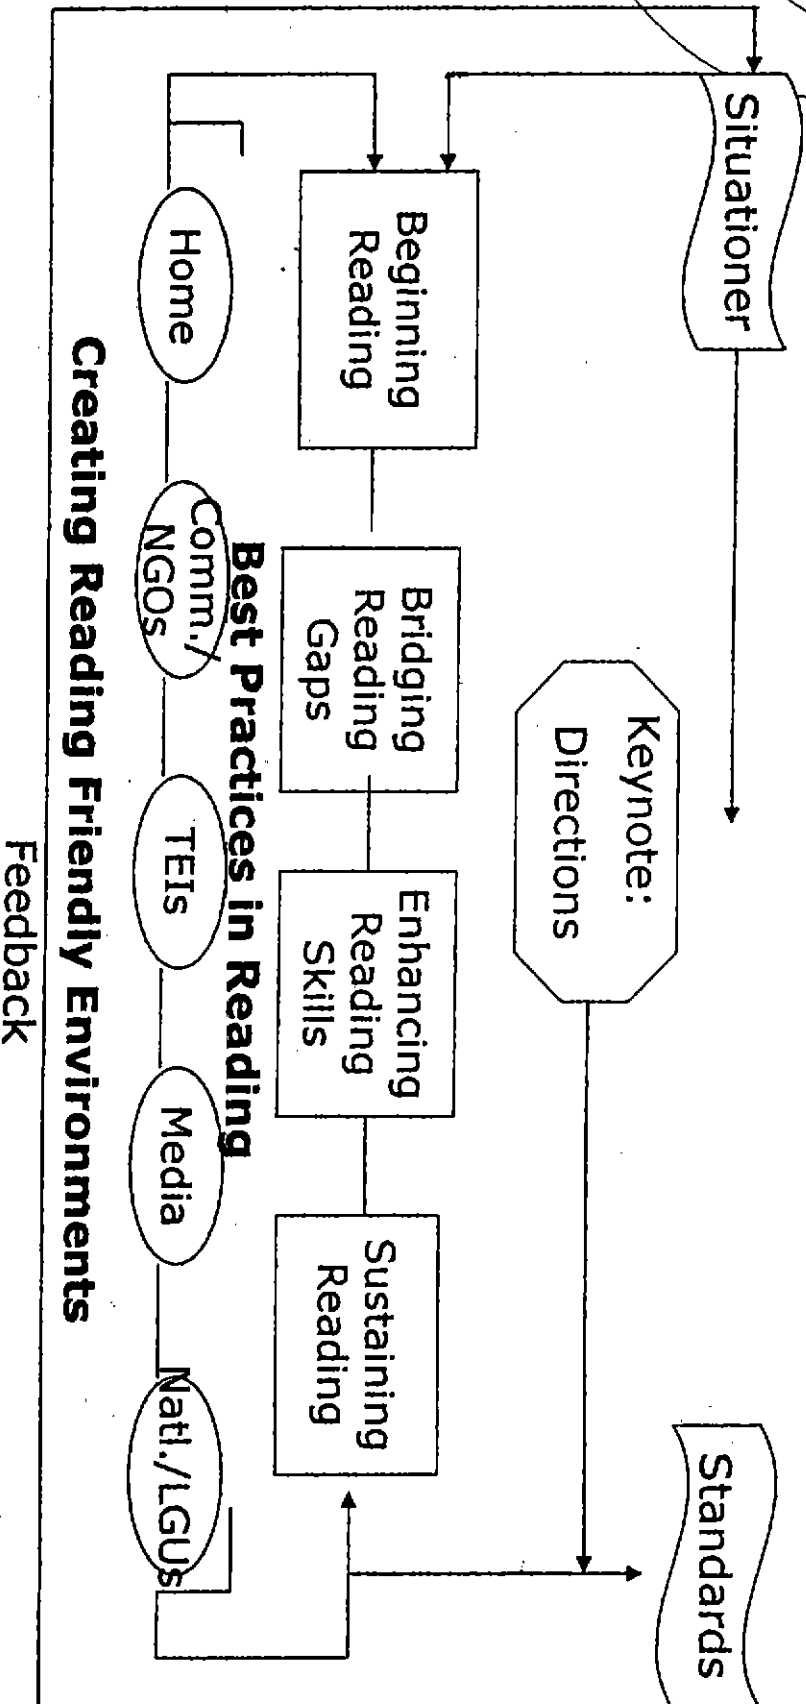 Situationer
Standards
Keynote:
Directions
Beginning
Reading
Bridging
Reading
Gaps
Enhancing
Reading
Skills
Sustaining
Reading
Best Practices in Reading
Home
Comm./
NGOs
TEIs
Media
Natl./LGUs
Creating Reading Friendly Environments
Feedback